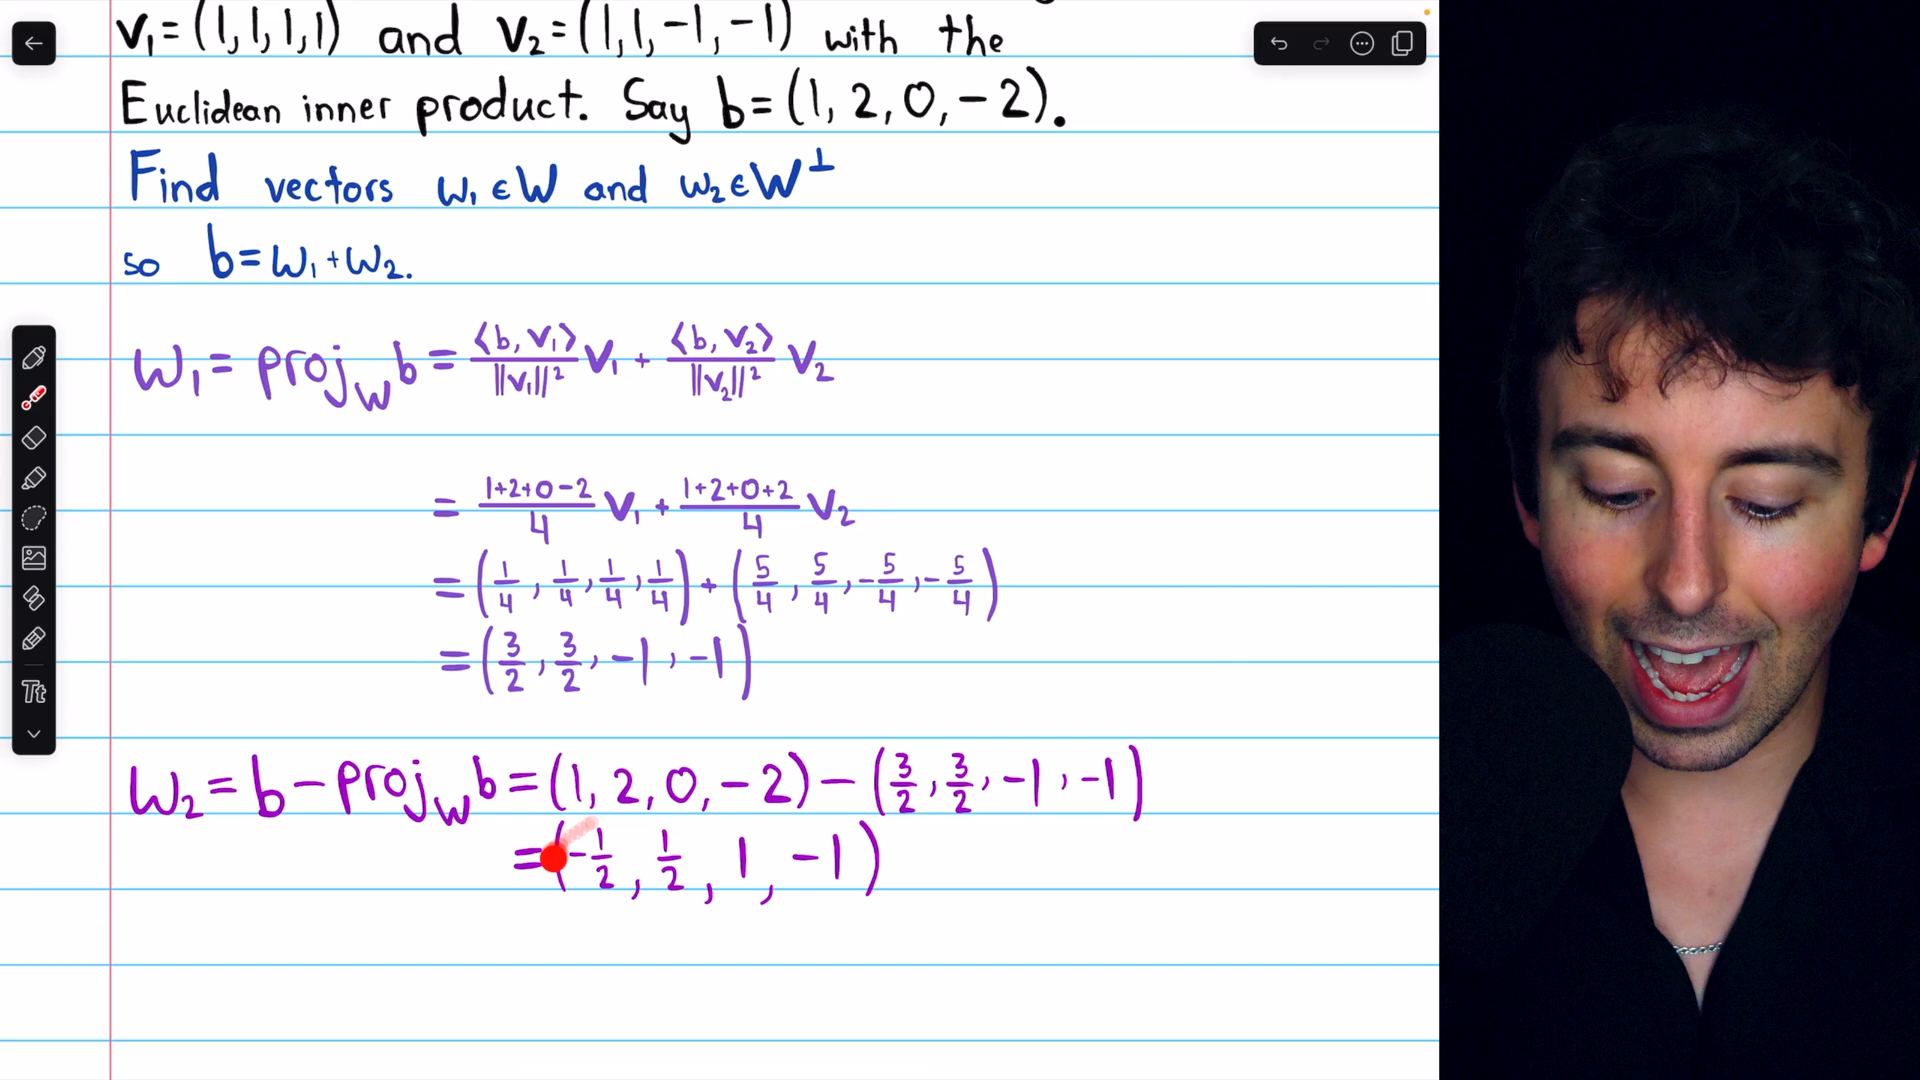 v₁=(1,1,1,1) and v₂=(1,1,-1,-1) with the
Euclidean inner product. Say b=(1, 2, 0, -2).
Find vectors w₁∈W and w₂∈W⊥
so b=w₁+w₂.
w₁= proj_W b = ⟨b,v₁⟩/‖v₁‖² v₁ + ⟨b,v₂⟩/‖v₂‖² v₂
= (1+2+0-2)/4 v₁ + (1+2+0+2)/4 v₂
= (1/4, 1/4, 1/4, 1/4) + (5/4, 5/4, -5/4, -5/4)
= (3/2, 3/2, -1, -1)
w₂= b-proj_W b = (1, 2, 0, -2) - (3/2, 3/2, -1, -1)
= (-1/2, 1/2, 1, -1)
Tt